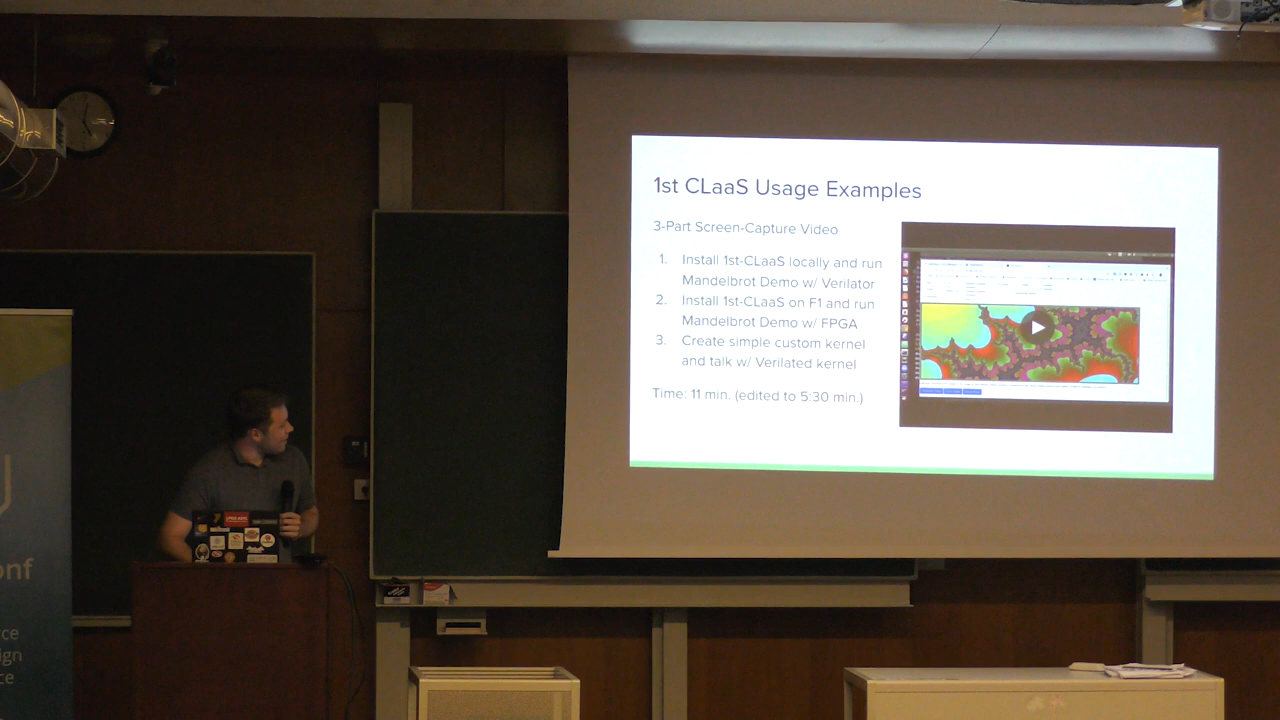 1st CLaaS Usage Examples
3-Part Screen-Capture Video
1. Install 1st-CLaaS locally and run
Mandelbrot Demo w/ Verilator
2. Install 1st-CLaaS on F1 and run
Mandelbrot Demo w/ FPGA
3. Create simple custom kernel
and talk w/ Verilated kernel
Time: 11 min. (edited to 5:30 min.)
onf
rce
ign
ce